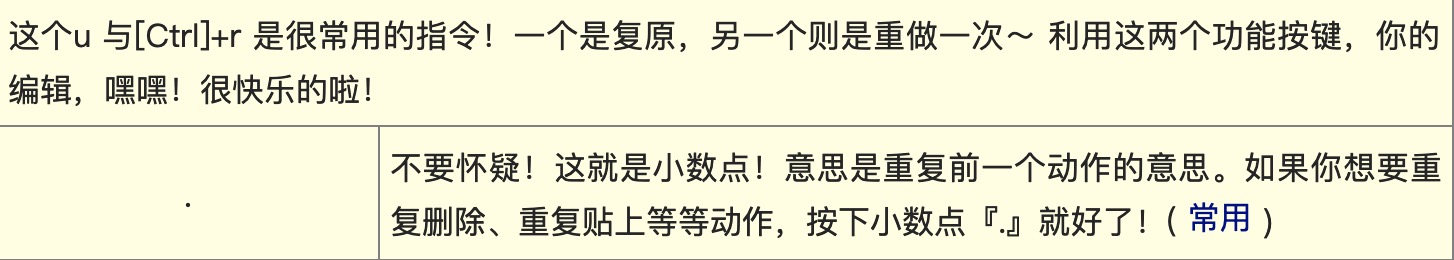 这个u 与[Ctrl]+r 是很常用的指令！一个是复原，另一个则是重做一次～ 利用这两个功能按键，你的
编辑，嘿嘿！很快乐的啦！
.
不要怀疑！这就是小数点！意思是重复前一个动作的意思。如果你想要重
复删除、重复贴上等等动作，按下小数点『.』就好了！( 常用 )